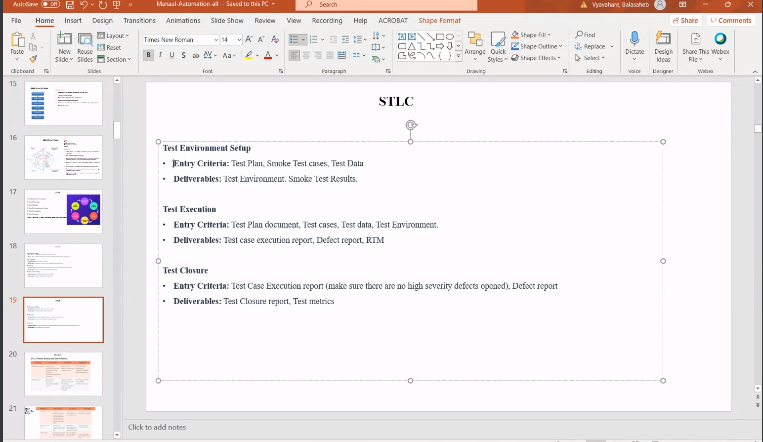 AutoSave Off Manaul-Automation-all - Saved to this PC Search Vyavahare, Balasaheb
File Home Insert Design Transitions Animations Slide Show Review View Recording Help ACROBAT Shape Format Share Comments
Paste New Slide Reuse Slides Layout Reset Section Times New Roman 14 B I U S ab AV Aa A Arrange Quick Styles Shape Fill Shape Outline Shape Effects Find Replace Select Dictate Design Ideas Share This File Webex
Clipboard Slides Font Paragraph Drawing Editing Voice Designer Webex
15
16
17
18
19
20
21
STLC
Test Environment Setup
• Entry Criteria: Test Plan, Smoke Test cases, Test Data
• Deliverables: Test Environment. Smoke Test Results.
Test Execution
• Entry Criteria: Test Plan document, Test cases, Test data, Test Environment.
• Deliverables: Test case execution report, Defect report, RTM
Test Closure
• Entry Criteria: Test Case Execution report (make sure there are no high severity defects opened), Defect report
• Deliverables: Test Closure report, Test metrics
Click to add notes